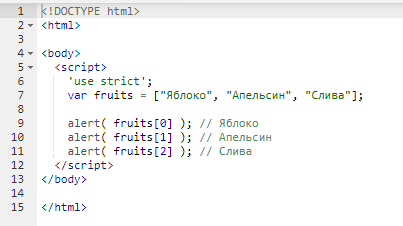 1 <!DOCTYPE html>
2 <html>
3
4 <body>
5   <script>
6     'use strict';
7     var fruits = ["Яблоко", "Апельсин", "Слива"];
8
9     alert( fruits[0] ); // Яблоко
10     alert( fruits[1] ); // Апельсин
11     alert( fruits[2] ); // Слива
12   </script>
13 </body>
14
15 </html>